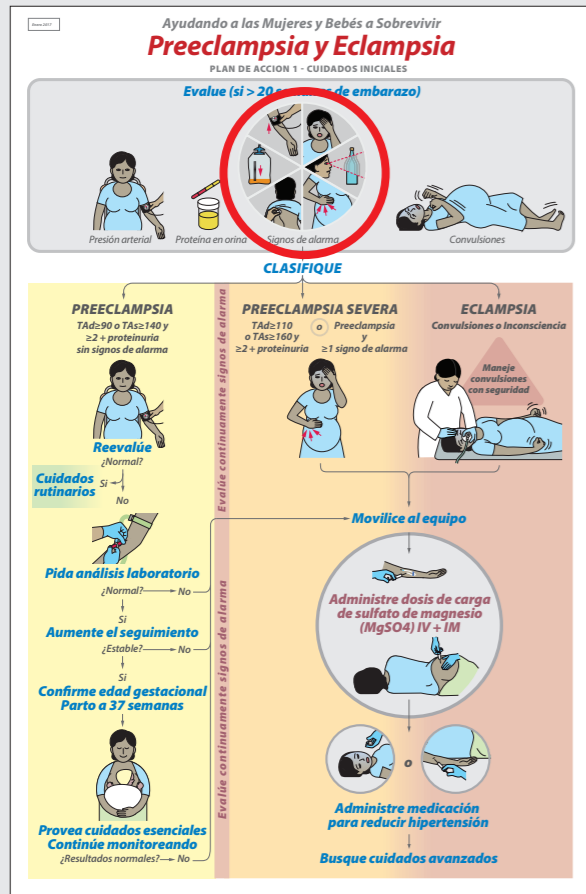 Enero 2017
Ayudando a las Mujeres y Bebés a Sobrevivir
Preeclampsia y Eclampsia
PLAN DE ACCION 1 - CUIDADOS INICIALES
Evalue (si > 20 de embarazo)
Presión arterial
Proteína en orina
Signos de alarma
Convulsiones
CLASIFIQUE
PREECLAMPSIA
TAd≥90 o TAs≥140 y
≥2 + proteinuria
sin signos de alarma
Reevalúe
¿Normal?
Si
Cuidados
rutinarios
No
Pida análisis laboratorio
¿Normal?
No
Si
Aumente el seguimiento
¿Estable?
No
Si
Confirme edad gestacional
Parto a 37 semanas
Provea cuidados esenciales
Continúe monitoreando
¿Resultados normales?
No
Evalúe continuamente signos de alarma
Evalúe continuamente signos de alarma
PREECLAMPSIA SEVERA
TAd≥110
o TAs≥160 y
≥2 + proteinuria
o
Preeclampsia
y
≥1 signo de alarma
ECLAMPSIA
Convulsiones o Inconsciencia
Maneje
convulsiones
con seguridad
Movilice al equipo
Administre dosis de carga
de sulfato de magnesio
(MgSO4) IV + IM
o
Administre medicación
para reducir hipertensión
Busque cuidados avanzados